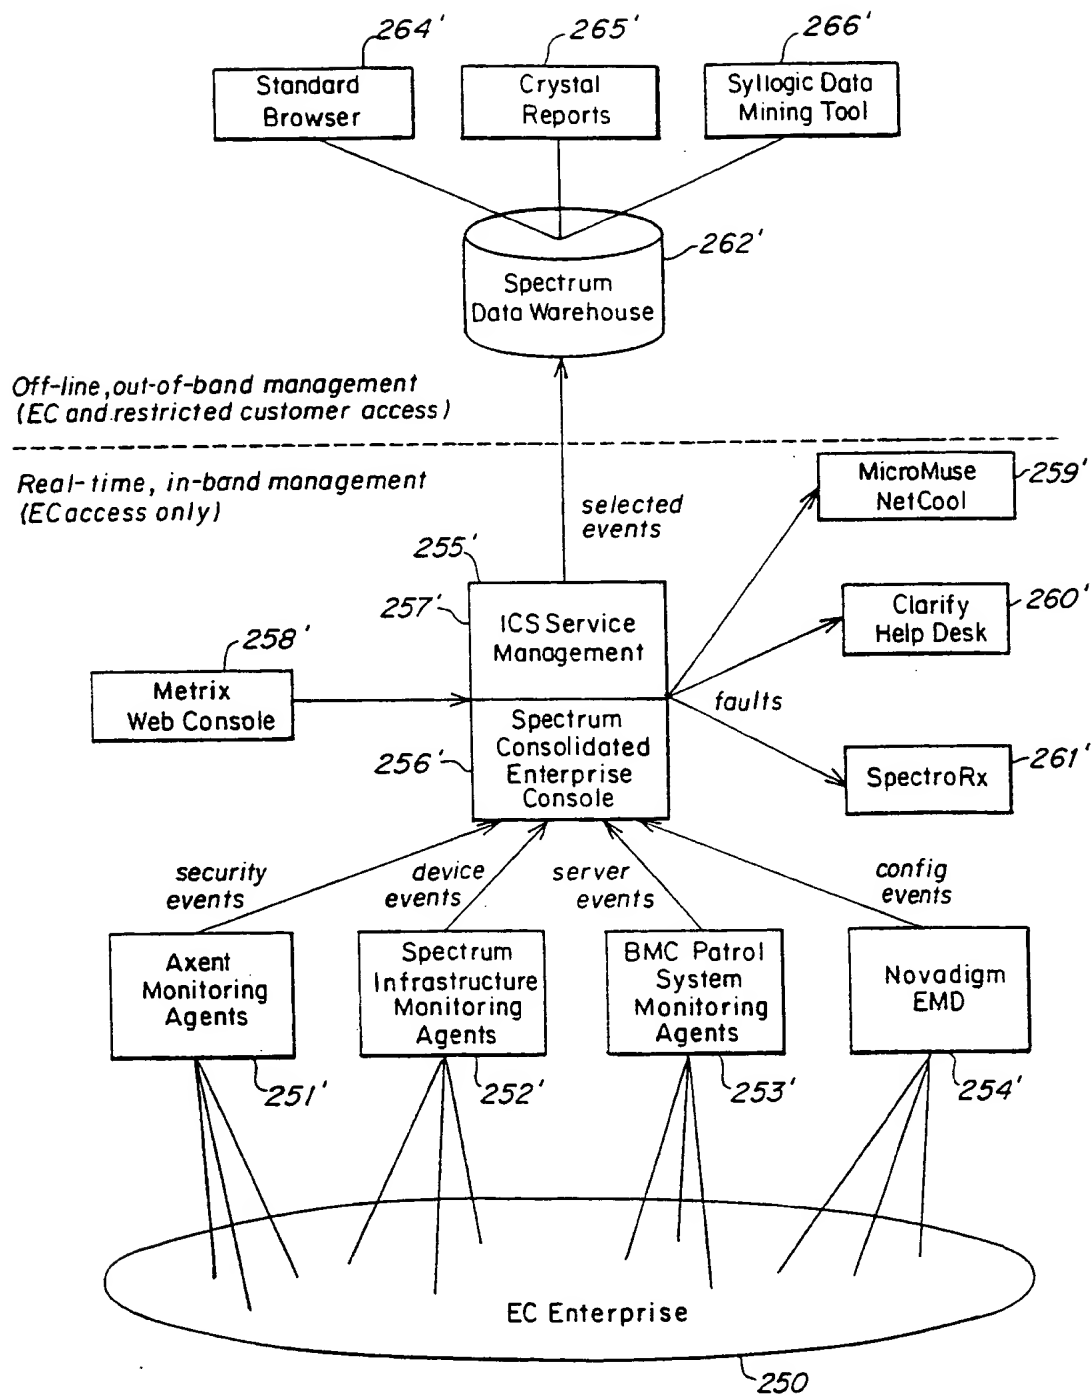 264'
265'
266'
Standard
Browser
Crystal
Reports
Syllogic Data
Mining Tool
262'
Spectrum
Data Warehouse
Off-line, out-of-band management
(EC and restricted customer access)
Real-time, in-band management
(EC access only)
selected
events
MicroMuse
NetCool
259'
255'
257'
ICS Service
Management
Clarify
Help Desk
260'
258'
Metrix
Web Console
faults
256'
Spectrum
Consolidated
Enterprise
Console
SpectroRx
261'
security
events
device
events
server
events
config
events
Axent
Monitoring
Agents
Spectrum
Infrastructure
Monitoring
Agents
BMC Patrol
System
Monitoring
Agents
Novadigm
EMD
251'
252'
253'
254'
EC Enterprise
250